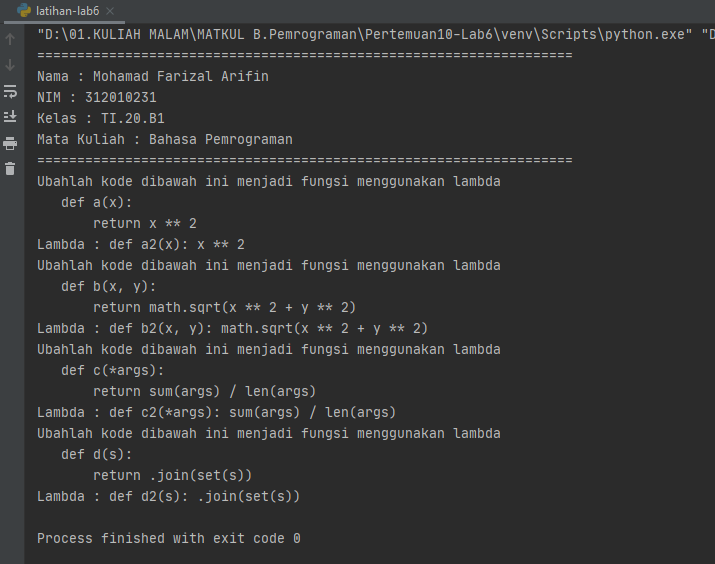 latihan-lab6
"D:\01.KULIAH MALAM\MATKUL B.Pemrograman\Pertemuan10-Lab6\venv\Scripts\python.exe" "D
===================================================================
Nama : Mohamad Farizal Arifin
NIM : 312010231
Kelas : TI.20.B1
Mata Kuliah : Bahasa Pemrograman
===================================================================
Ubahlah kode dibawah ini menjadi fungsi menggunakan lambda
   def a(x):
       return x ** 2
Lambda : def a2(x): x ** 2
Ubahlah kode dibawah ini menjadi fungsi menggunakan lambda
   def b(x, y):
       return math.sqrt(x ** 2 + y ** 2)
Lambda : def b2(x, y): math.sqrt(x ** 2 + y ** 2)
Ubahlah kode dibawah ini menjadi fungsi menggunakan lambda
   def c(*args):
       return sum(args) / len(args)
Lambda : def c2(*args): sum(args) / len(args)
Ubahlah kode dibawah ini menjadi fungsi menggunakan lambda
   def d(s):
       return .join(set(s))
Lambda : def d2(s): .join(set(s))
Process finished with exit code 0